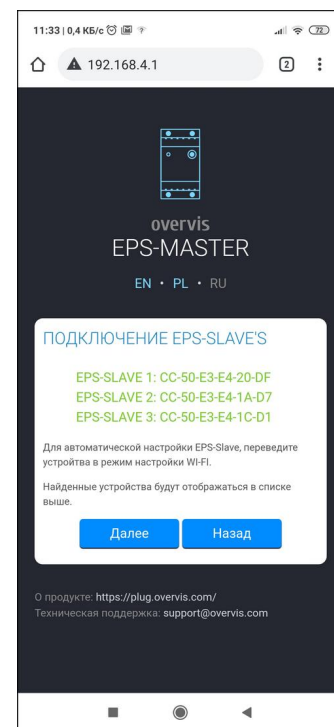 11:33 | 0,4 КБ/с
72
192.168.4.1
2
overvis
EPS-MASTER
EN • PL • RU
ПОДКЛЮЧЕНИЕ EPS-SLAVE'S
EPS-SLAVE 1: CC-50-E3-E4-20-DF
EPS-SLAVE 2: CC-50-E3-E4-1A-D7
EPS-SLAVE 3: CC-50-E3-E4-1C-D1
Для автоматической настройки EPS-Slave, переведите
устройтва в режим настройки WI-FI.
Найденные устройства будут отображаться в списке
выше.
Далее Назад
О продукте: https://plug.overvis.com/
Техническая поддержка: support@overvis.com